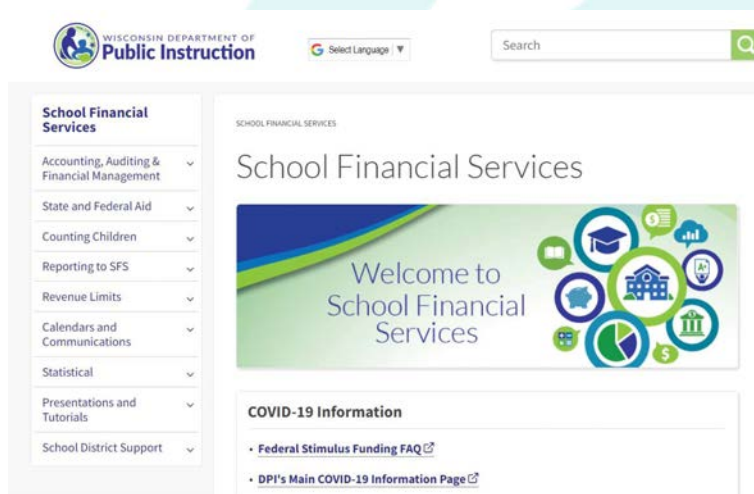 WISCONSIN DEPARTMENT OF
Public Instruction
G Select Language ▼
Search
School Financial
Services
Accounting, Auditing &
Financial Management
State and Federal Aid
Counting Children
Reporting to SFS
Revenue Limits
Calendars and
Communications
Statistical
Presentations and
Tutorials
School District Support
SCHOOL FINANCIAL SERVICES
School Financial Services
Welcome to
School Financial
Services
A+
COVID-19 Information
• Federal Stimulus Funding FAQ
• DPI's Main COVID-19 Information Page